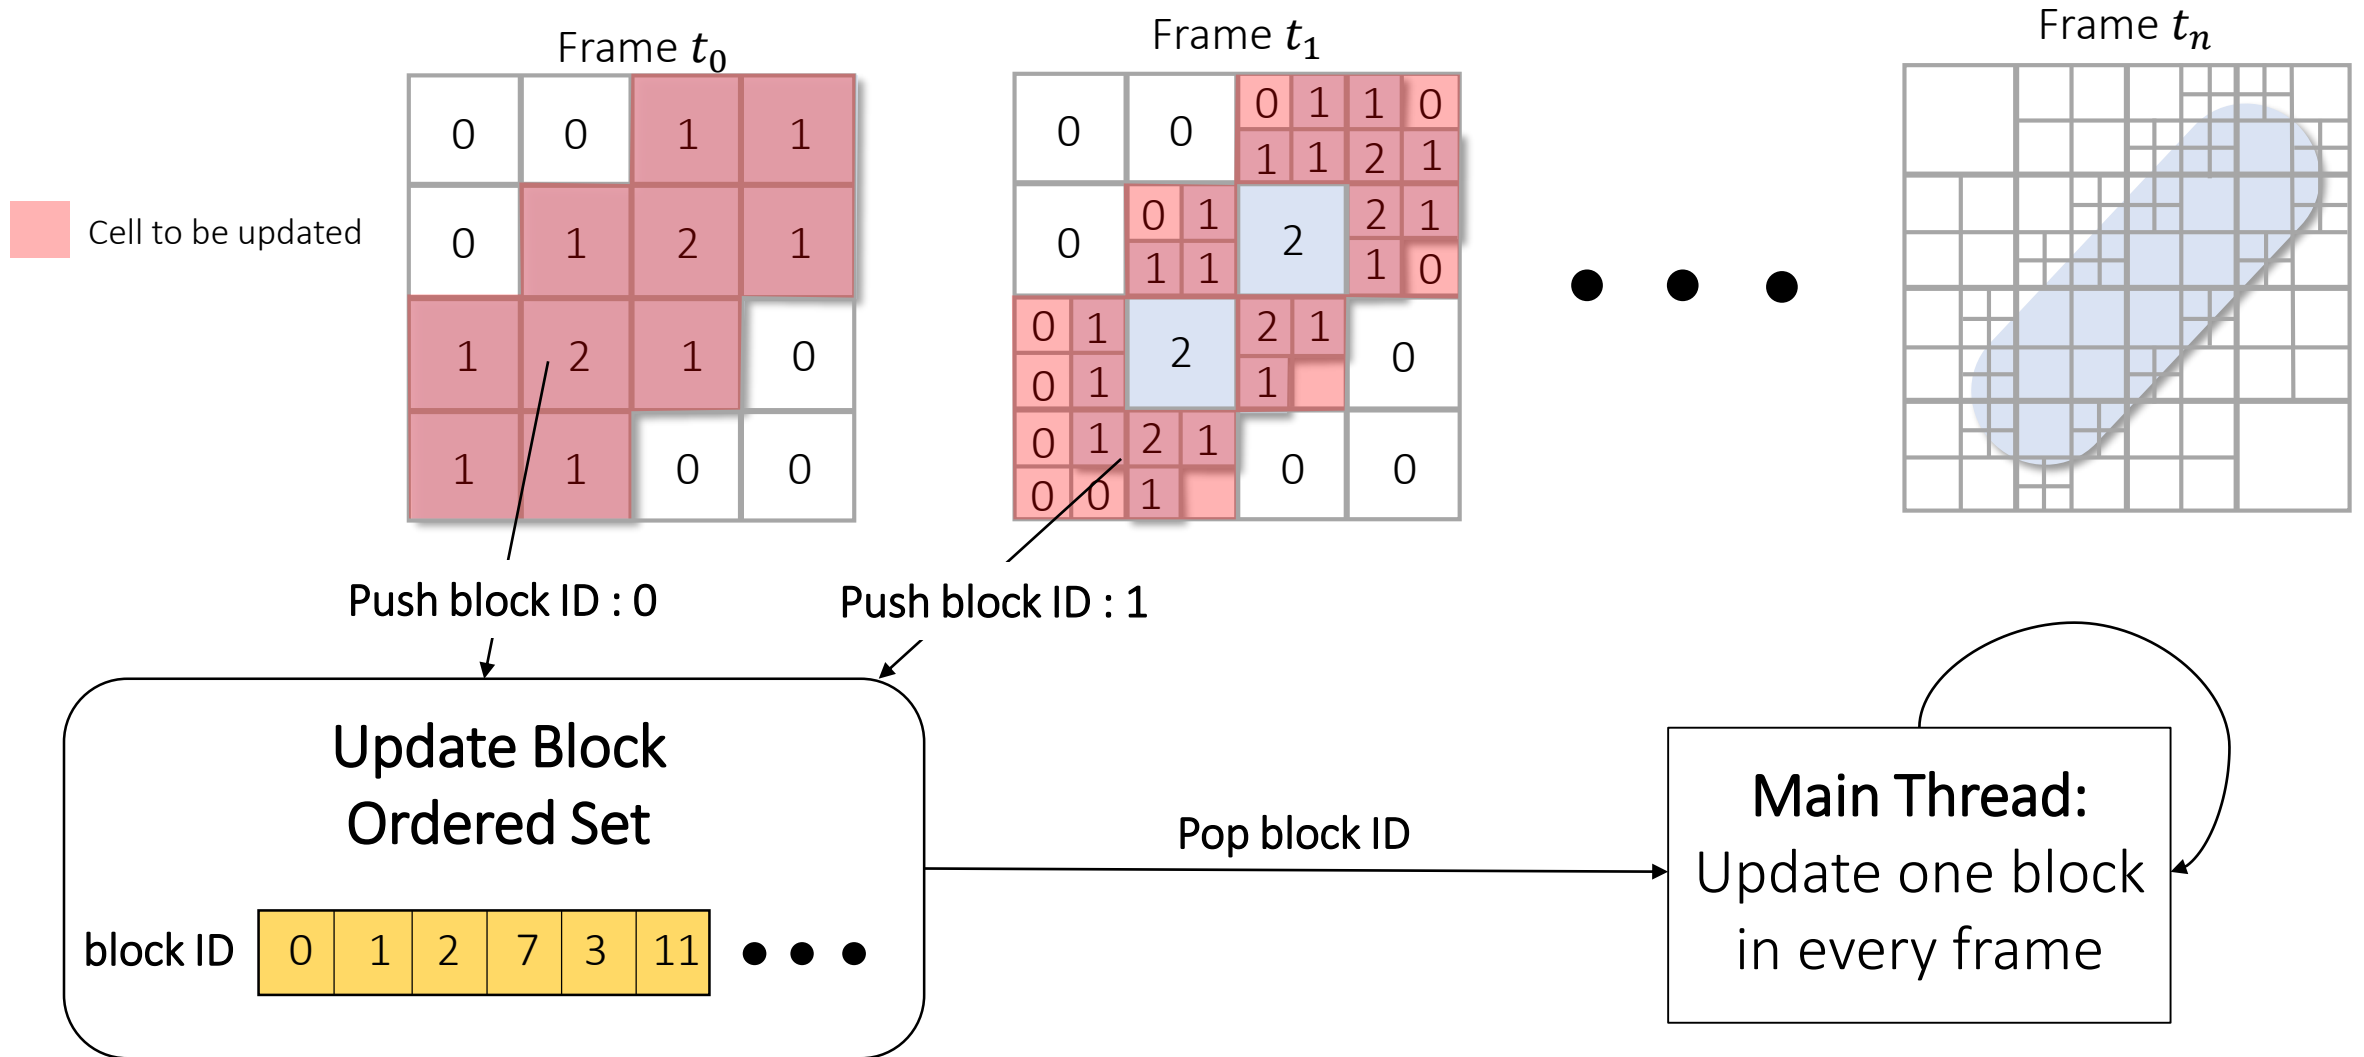 Frame t₀
Frame t₁
Frame tₙ
0 0 1 1
0 1 2 1
1 2 1 0
1 1 0 0
0 0 0 1 1 0
1 1 2 1
0 0 1 2 2 1
1 1 1 0
0 1 2 2 1 0
0 1 1
0 1 2 1 0 0
0 0 1
Cell to be updated
Push block ID : 0
Push block ID : 1
Update Block
Ordered Set
block ID 0 1 2 7 3 11
Pop block ID
Main Thread:
Update one block
in every frame